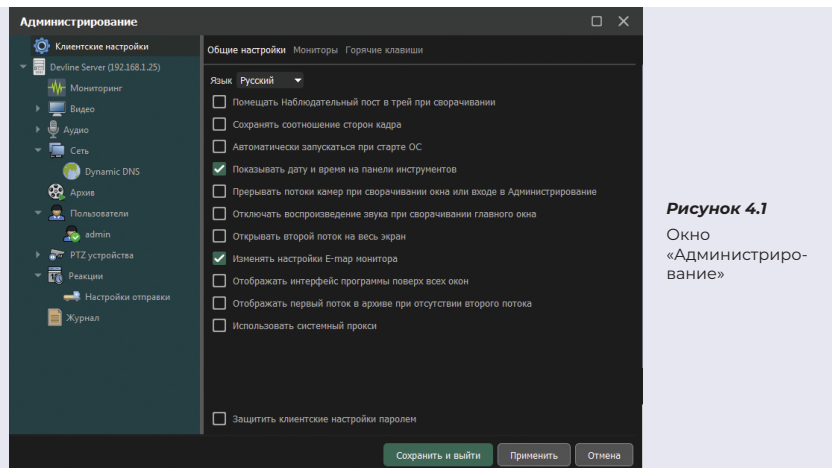 Администрирование
Клиентские настройки
Devline Server (192.168.1.25)
Мониторинг
Видео
Аудио
Сеть
Dynamic DNS
Архив
Пользователи
admin
PTZ устройства
Реакции
Настройки отправки
Журнал
Общие настройки Мониторы Горячие клавиши
Язык Русский
Помещать Наблюдательный пост в трей при сворачивании
Сохранять соотношение сторон кадра
Автоматически запускаться при старте ОС
Показывать дату и время на панели инструментов
Прерывать потоки камер при сворачивании окна или входе в Администрирование
Отключать воспроизведение звука при сворачивании главного окна
Открывать второй поток на весь экран
Изменять настройки E-map монитора
Отображать интерфейс программы поверх всех окон
Отображать первый поток в архиве при отсутствии второго потока
Использовать системный прокси
Защитить клиентские настройки паролем
Сохранить и выйти Применить Отмена
Рисунок 4.1
Окно
«Администриро-
вание»